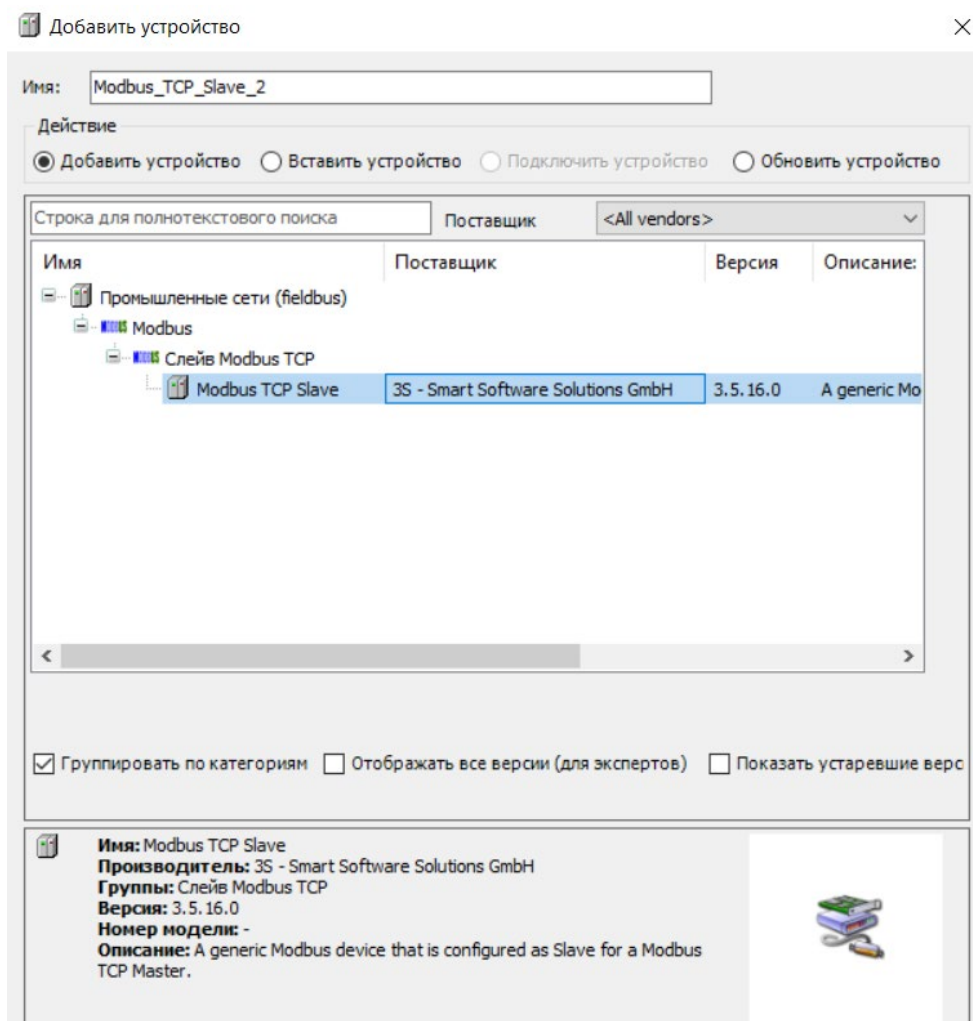 Добавить устройство
Имя: Modbus_TCP_Slave_2
Действие
Добавить устройство Вставить устройство Подключить устройство Обновить устройство
Строка для полнотекстового поиска Поставщик <All vendors>
Имя Поставщик Версия Описание:
Промышленные сети (fieldbus)
Modbus
Слейв Modbus TCP
Modbus TCP Slave 3S - Smart Software Solutions GmbH 3.5.16.0 A generic Mo
Группировать по категориям Отображать все версии (для экспертов) Показать устаревшие верс
Имя: Modbus TCP Slave
Производитель: 3S - Smart Software Solutions GmbH
Группы: Слейв Modbus TCP
Версия: 3.5.16.0
Номер модели: -
Описание: A generic Modbus device that is configured as Slave for a Modbus
TCP Master.